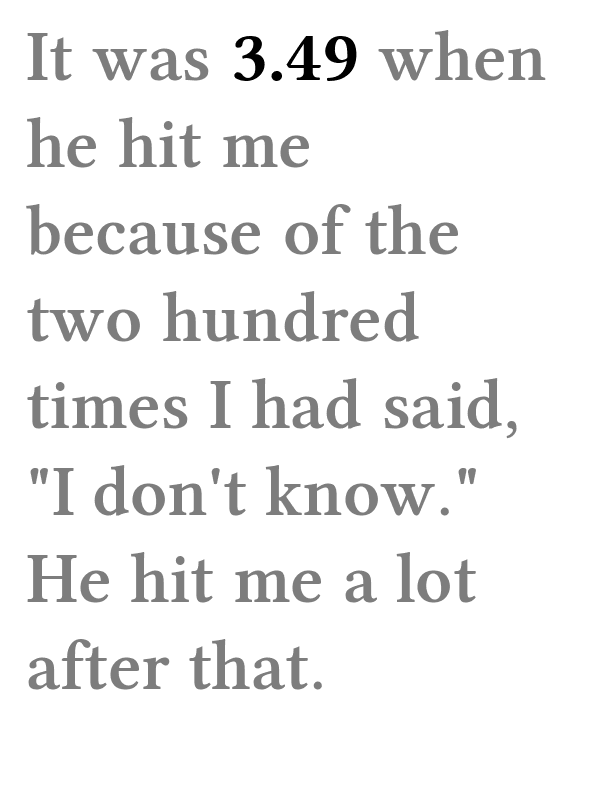 It was 3.49 when
he hit me
because of the
two hundred
times I had said,
"I don't know."
He hit me a lot
after that.